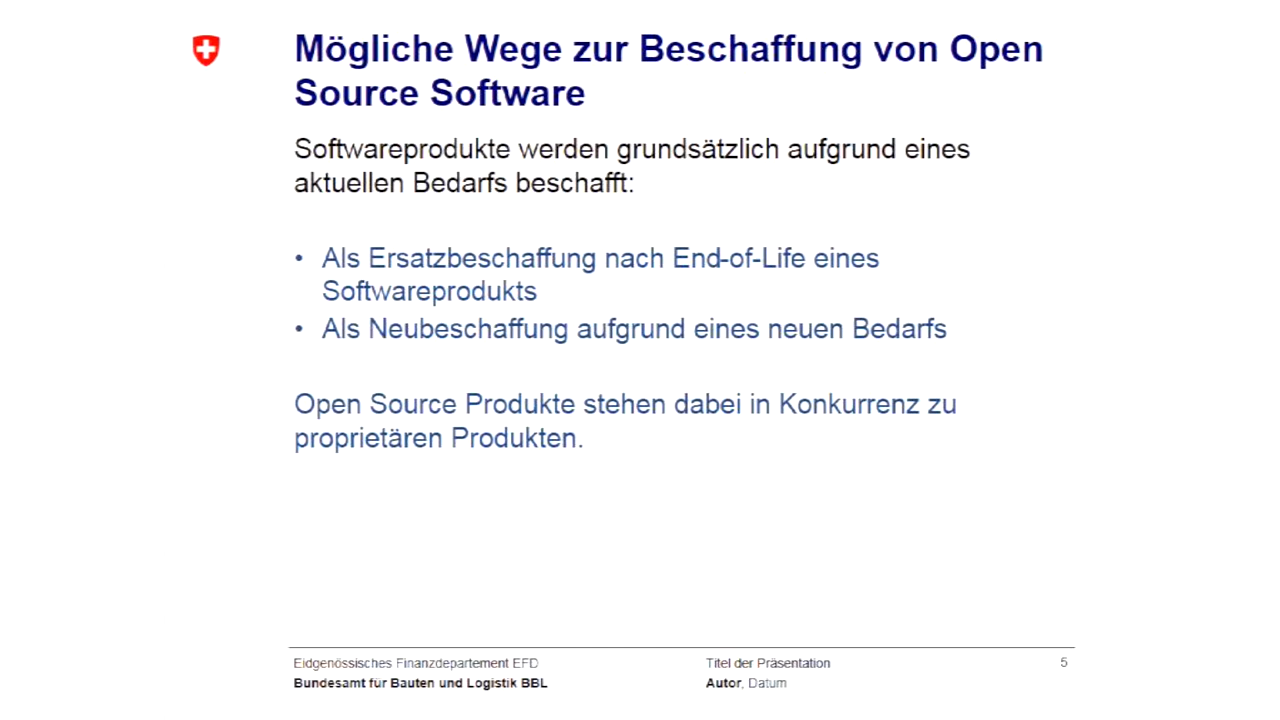 Mögliche Wege zur Beschaffung von Open
Source Software
Softwareprodukte werden grundsätzlich aufgrund eines
aktuellen Bedarfs beschafft:
• Als Ersatzbeschaffung nach End-of-Life eines
Softwareprodukts
• Als Neubeschaffung aufgrund eines neuen Bedarfs
Open Source Produkte stehen dabei in Konkurrenz zu
proprietären Produkten.
Eidgenössisches Finanzdepartement EFD
Bundesamt für Bauten und Logistik BBL
Titel der Präsentation
Autor, Datum
5